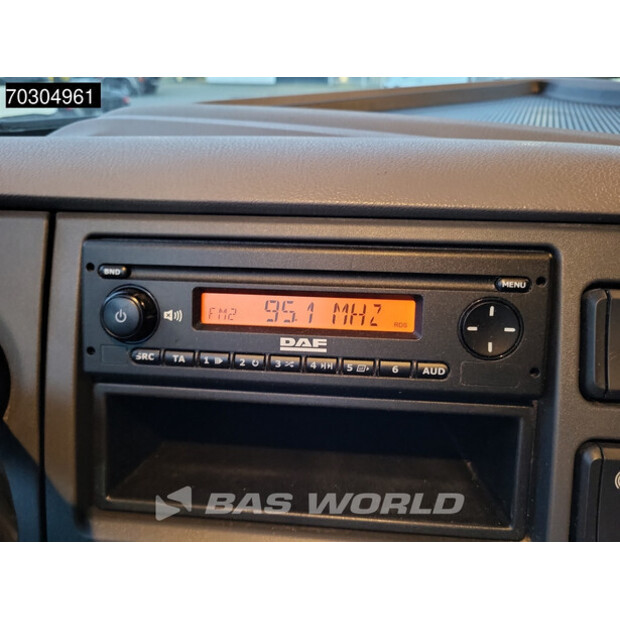 70304961
BND
MENU
FM2 95.1 MHZ
RDS
DAF
SRC TA 1 2 3 4 5 6 AUD
BAS WORLD